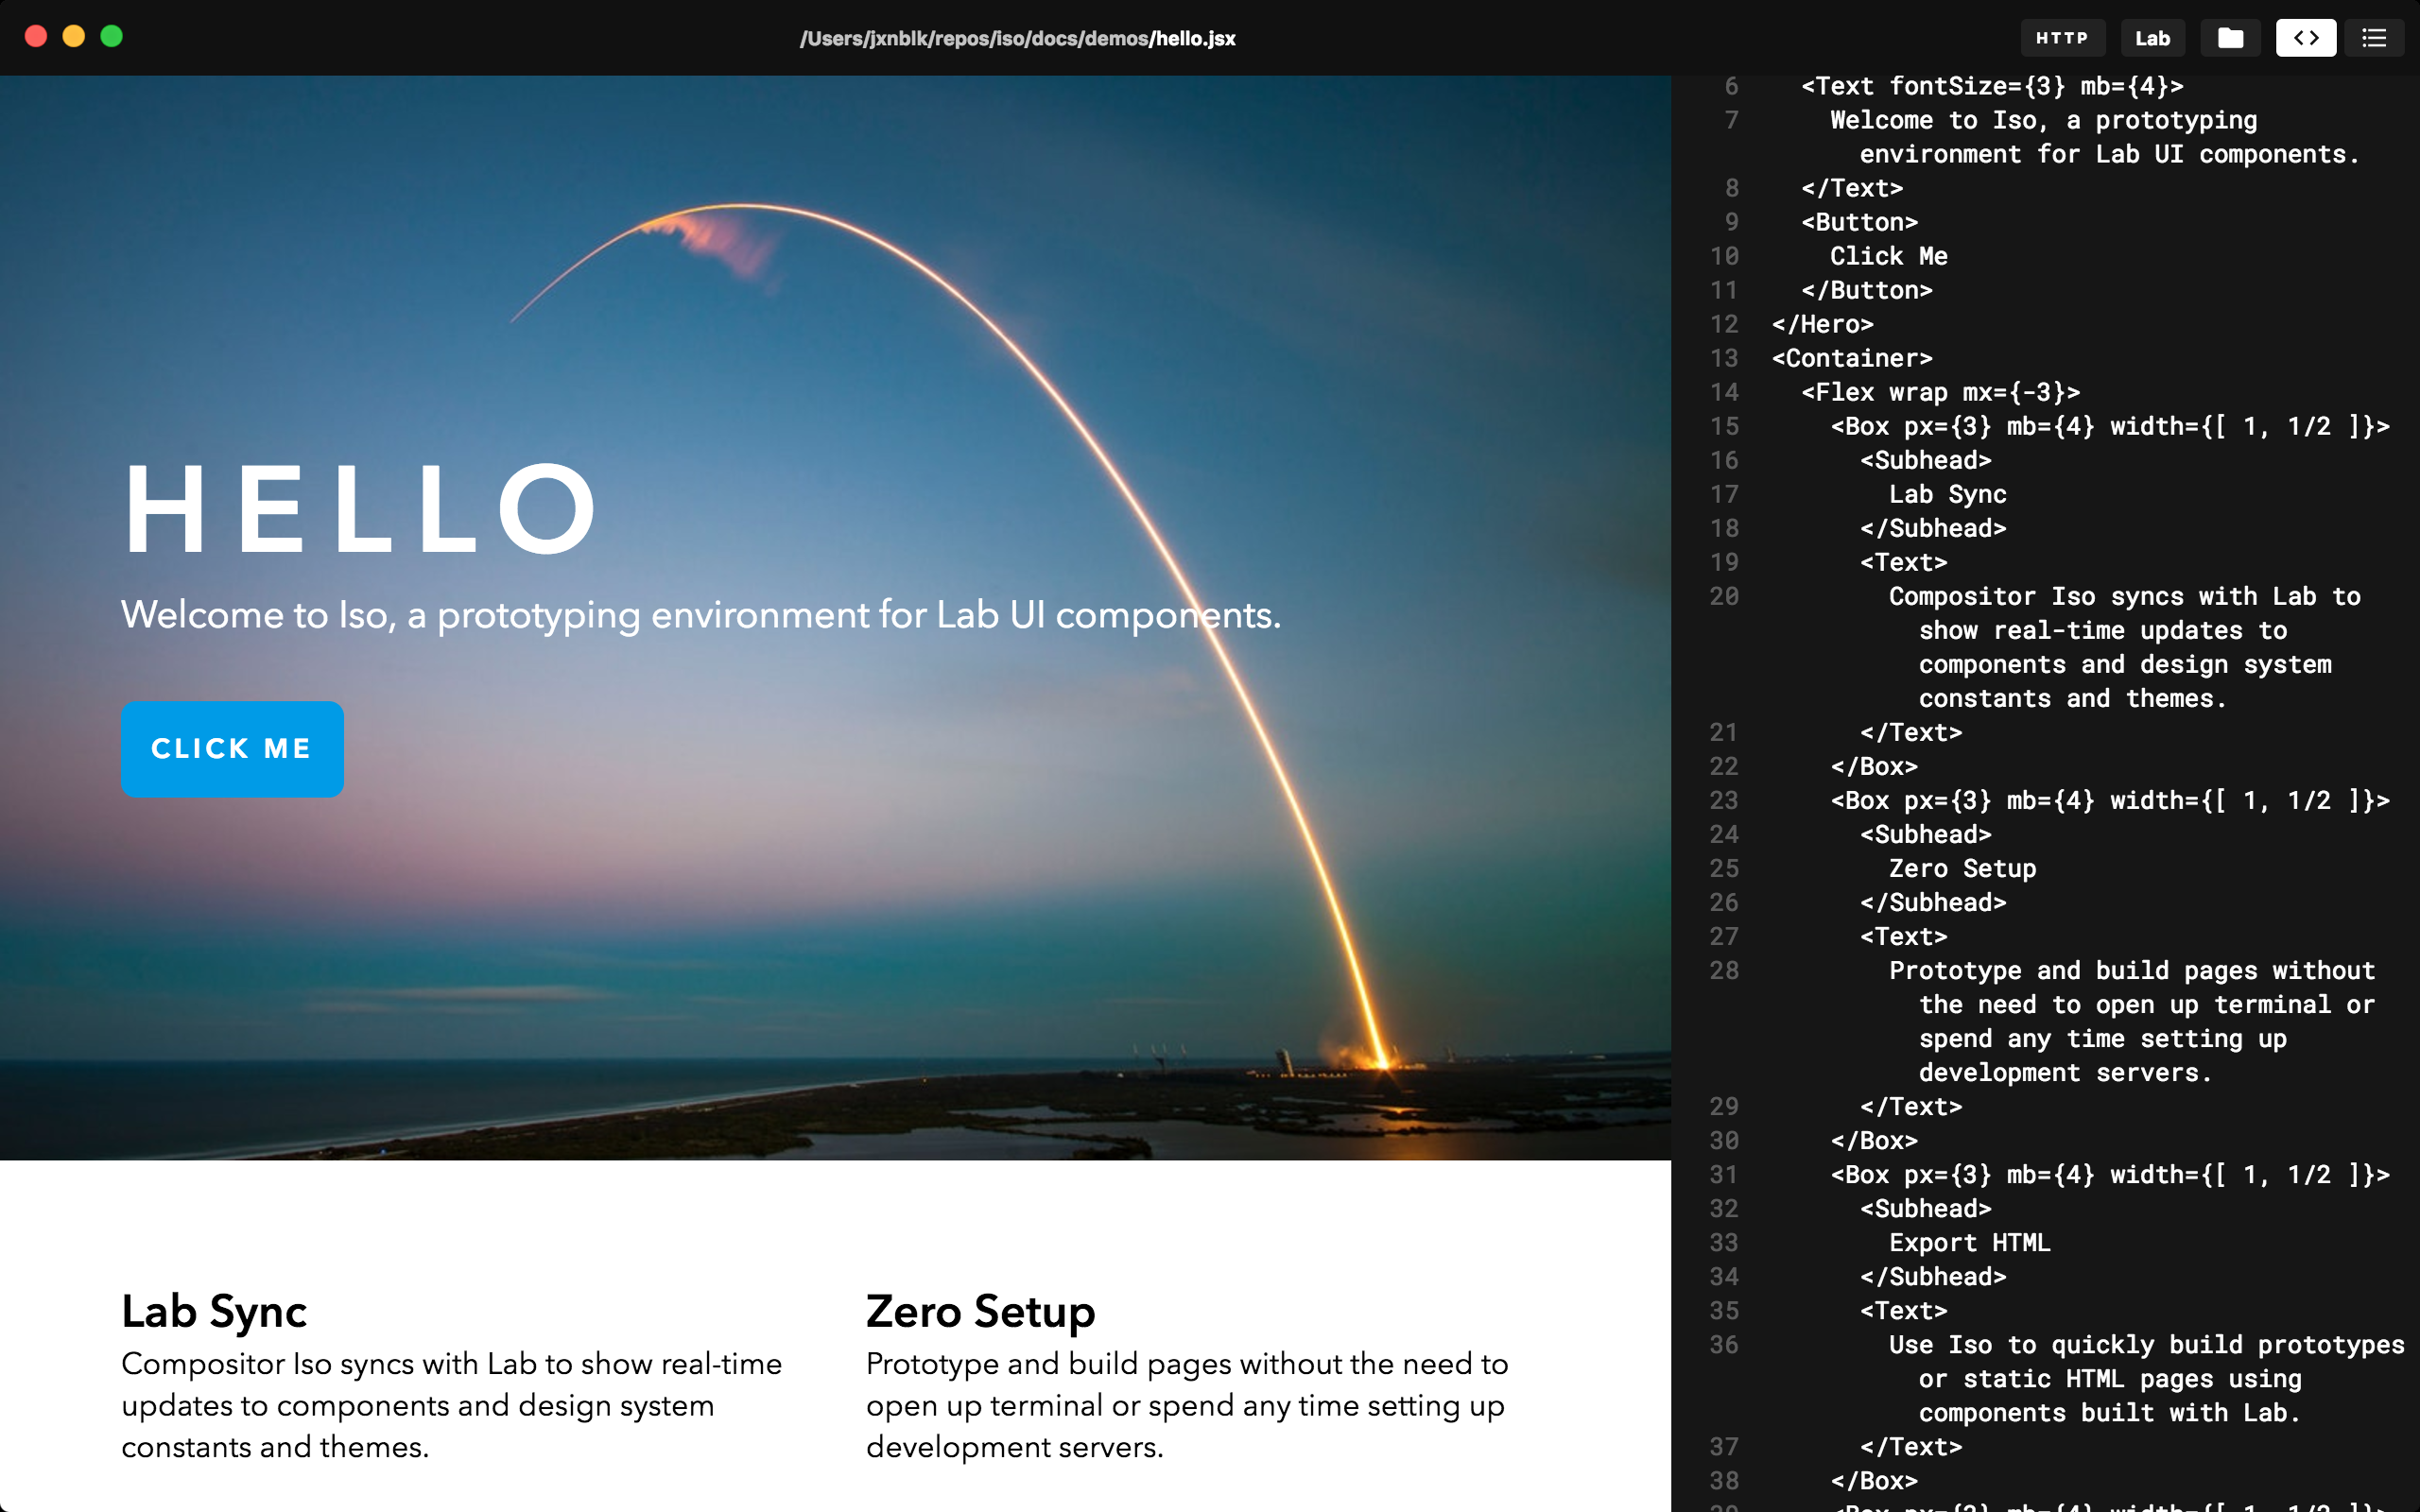 /Users/jxnblk/repos/iso/docs/demos/hello.jsx
HTTP
Lab
HELLO
Welcome to Iso, a prototyping environment for Lab UI components.
CLICK ME
Lab Sync
Compositor Iso syncs with Lab to show real-time
updates to components and design system
constants and themes.
Zero Setup
Prototype and build pages without the need to
open up terminal or spend any time setting up
development servers.
6 <Text fontSize={3} mb={4}>
7 Welcome to Iso, a prototyping
environment for Lab UI components.
8 </Text>
9 <Button>
10 Click Me
11 </Button>
12 </Hero>
13 <Container>
14 <Flex wrap mx={-3}>
15 <Box px={3} mb={4} width={[ 1, 1/2 ]}>
16 <Subhead>
17 Lab Sync
18 </Subhead>
19 <Text>
20 Compositor Iso syncs with Lab to
show real-time updates to
components and design system
constants and themes.
21 </Text>
22 </Box>
23 <Box px={3} mb={4} width={[ 1, 1/2 ]}>
24 <Subhead>
25 Zero Setup
26 </Subhead>
27 <Text>
28 Prototype and build pages without
the need to open up terminal or
spend any time setting up
development servers.
29 </Text>
30 </Box>
31 <Box px={3} mb={4} width={[ 1, 1/2 ]}>
32 <Subhead>
33 Export HTML
34 </Subhead>
35 <Text>
36 Use Iso to quickly build prototypes
or static HTML pages using
components built with Lab.
37 </Text>
38 </Box>